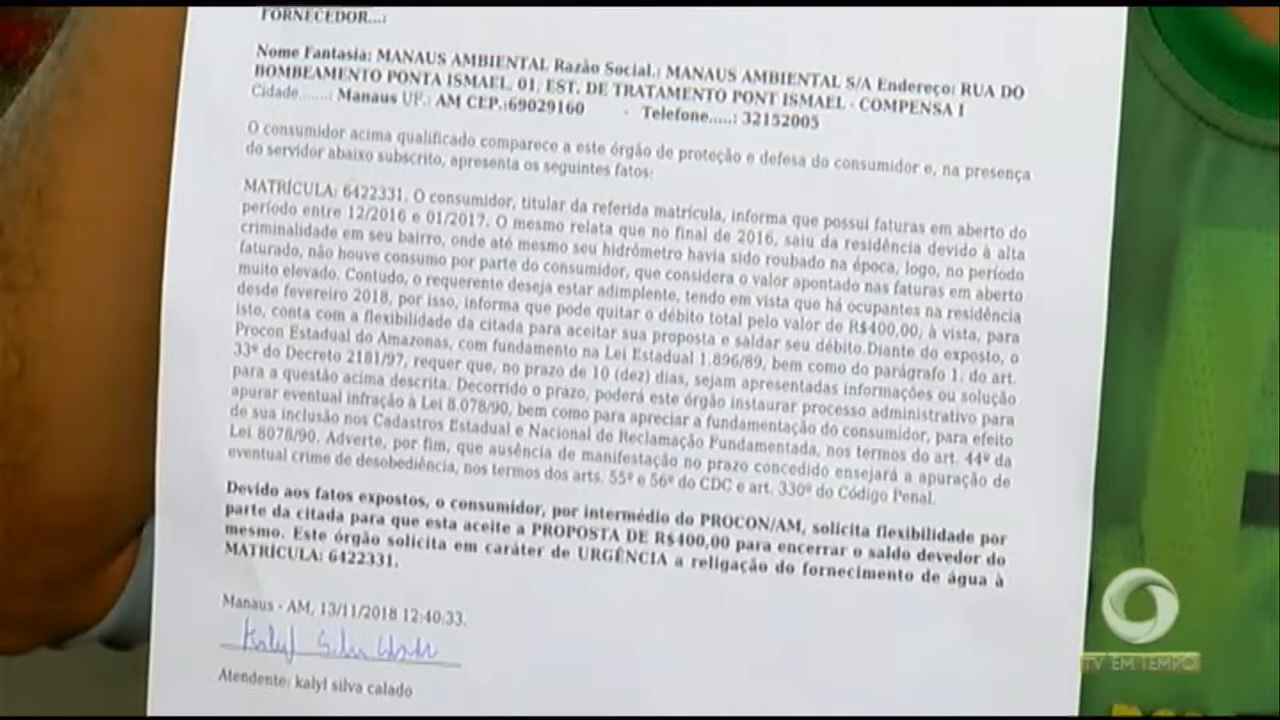 FORNECEDOR...:
Nome Fantasia: MANAUS AMBIENTAL Razão Social.: MANAUS AMBIENTAL S/A Endereço: RUA DO
BOMBEAMENTO PONTA ISMAEL, 01, EST. DE TRATAMENTO PONT ISMAEL - COMPENSA I
Cidade.......: Manaus UF.: AM CEP.:69029160 - Telefone.....: 32152005
O consumidor acima qualificado comparece a este órgão de proteção e defesa do consumidor e, na presença
do servidor abaixo subscrito, apresenta os seguintes fatos:
MATRÍCULA: 6422331. O consumidor, titular da referida matrícula, informa que possui faturas em aberto do
período entre 12/2016 e 01/2017. O mesmo relata que no final de 2016, saiu da residência devido à alta
criminalidade em seu bairro, onde até mesmo seu hidrômetro havia sido roubado na época, logo, no período
faturado, não houve consumo por parte do consumidor, que considera o valor apontado nas faturas em aberto
muito elevado. Contudo, o requerente deseja estar adimplente, tendo em vista que há ocupantes na residência
desde fevereiro 2018, por isso, informa que pode quitar o débito total pelo valor de R$400,00, à vista, para
isto, conta com a flexibilidade da citada para aceitar sua proposta e saldar seu débito.Diante do exposto, o
Procon Estadual do Amazonas, com fundamento na Lei Estadual 1.896/89, bem como do parágrafo 1. do art.
33º do Decreto 2181/97, requer que, no prazo de 10 (dez) dias, sejam apresentadas informações ou solução
para a questão acima descrita. Decorrido o prazo, poderá este órgão instaurar processo administrativo para
apurar eventual infração à Lei 8.078/90, bem como para apreciar a fundamentação do consumidor, para efeito
de sua inclusão nos Cadastros Estadual e Nacional de Reclamação Fundamentada, nos termos do art. 44º da
Lei 8078/90. Adverte, por fim, que ausência de manifestação no prazo concedido ensejará a apuração de
eventual crime de desobediência, nos termos dos arts. 55º e 56º do CDC e art. 330º do Código Penal.
Devido aos fatos expostos, o consumidor, por intermédio do PROCON/AM, solicita flexibilidade por
parte da citada para que esta aceite a PROPOSTA DE R$400,00 para encerrar o saldo devedor do
mesmo. Este órgão solicita em caráter de URGÊNCIA a religação do fornecimento de água à
MATRÍCULA: 6422331.
Manaus - AM, 13/11/2018 12:40:33.
Kalyl Silva
Atendente: kalyl silva calado
TV EM TEMPO